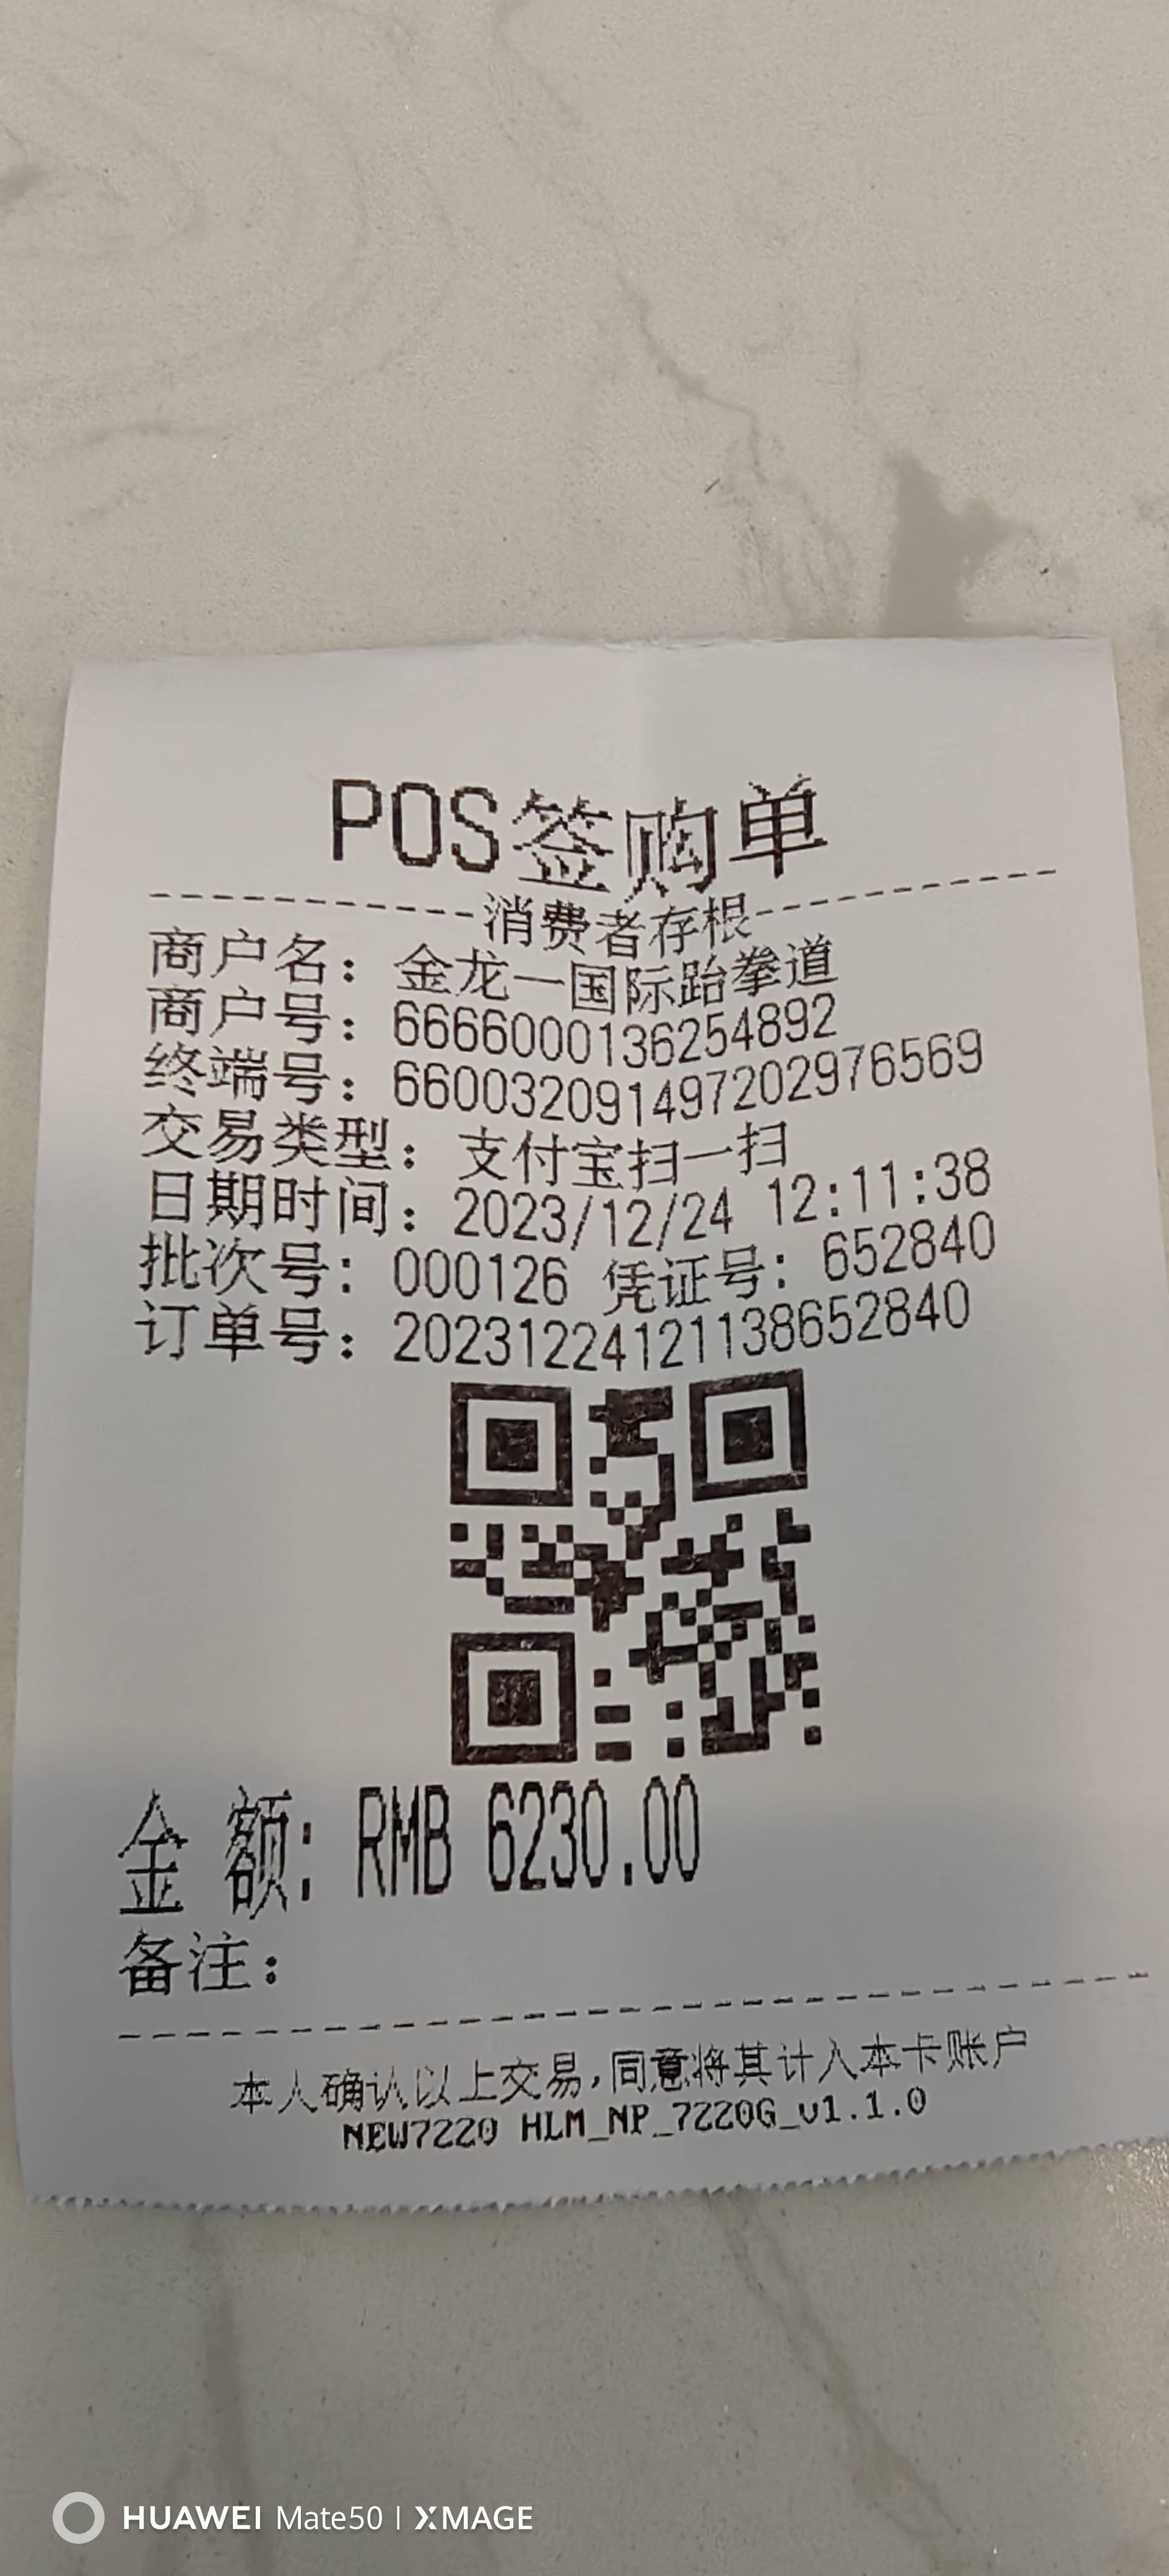 POS签购单
消费者存根
商户名：金龙一国际跆拳道
商户号：6666000136254892
终端号：6600320914972029​76569
交易类型：支付宝扫一扫
日期时间：2023/12/24 12:11:38
批次号：000126 凭证号：652840
订单号：20231224121138652840
金 额：RMB 6230.00
备注：
本人确认以上交易,同意将其计入本卡账户
NEW7220 HLM_NP_7220G_v1.1.0
HUAWEI Mate50 | XMAGE